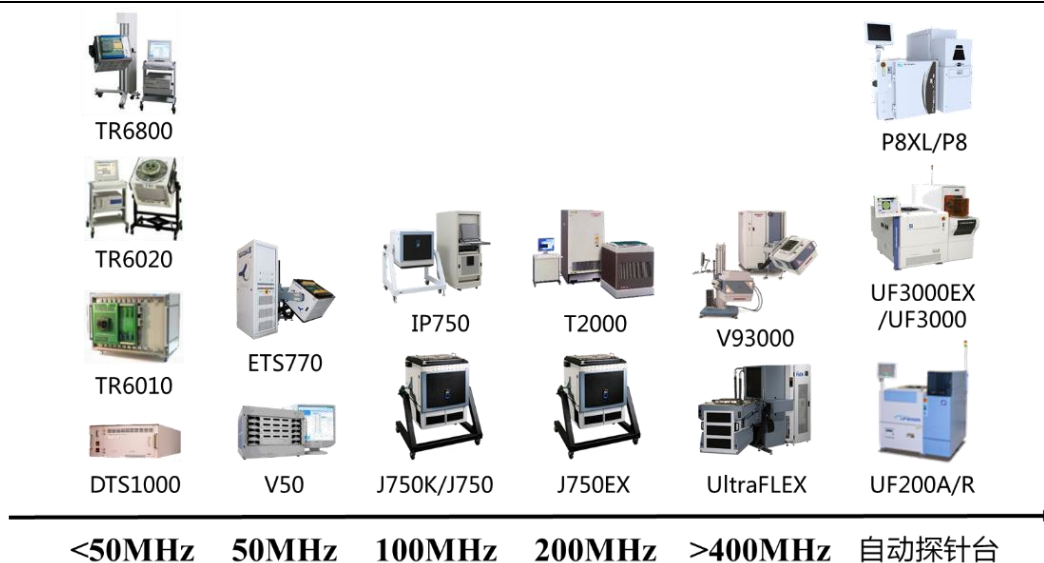 TR6800
P8XL/P8
TR6020
UF3000EX
/UF3000
IP750
T2000
V93000
ETS770
TR6010
DTS1000
V50
J750K/J750
J750EX
UltraFLEX
UF200A/R
<50MHz
50MHz
100MHz
200MHz
>400MHz
自动探针台